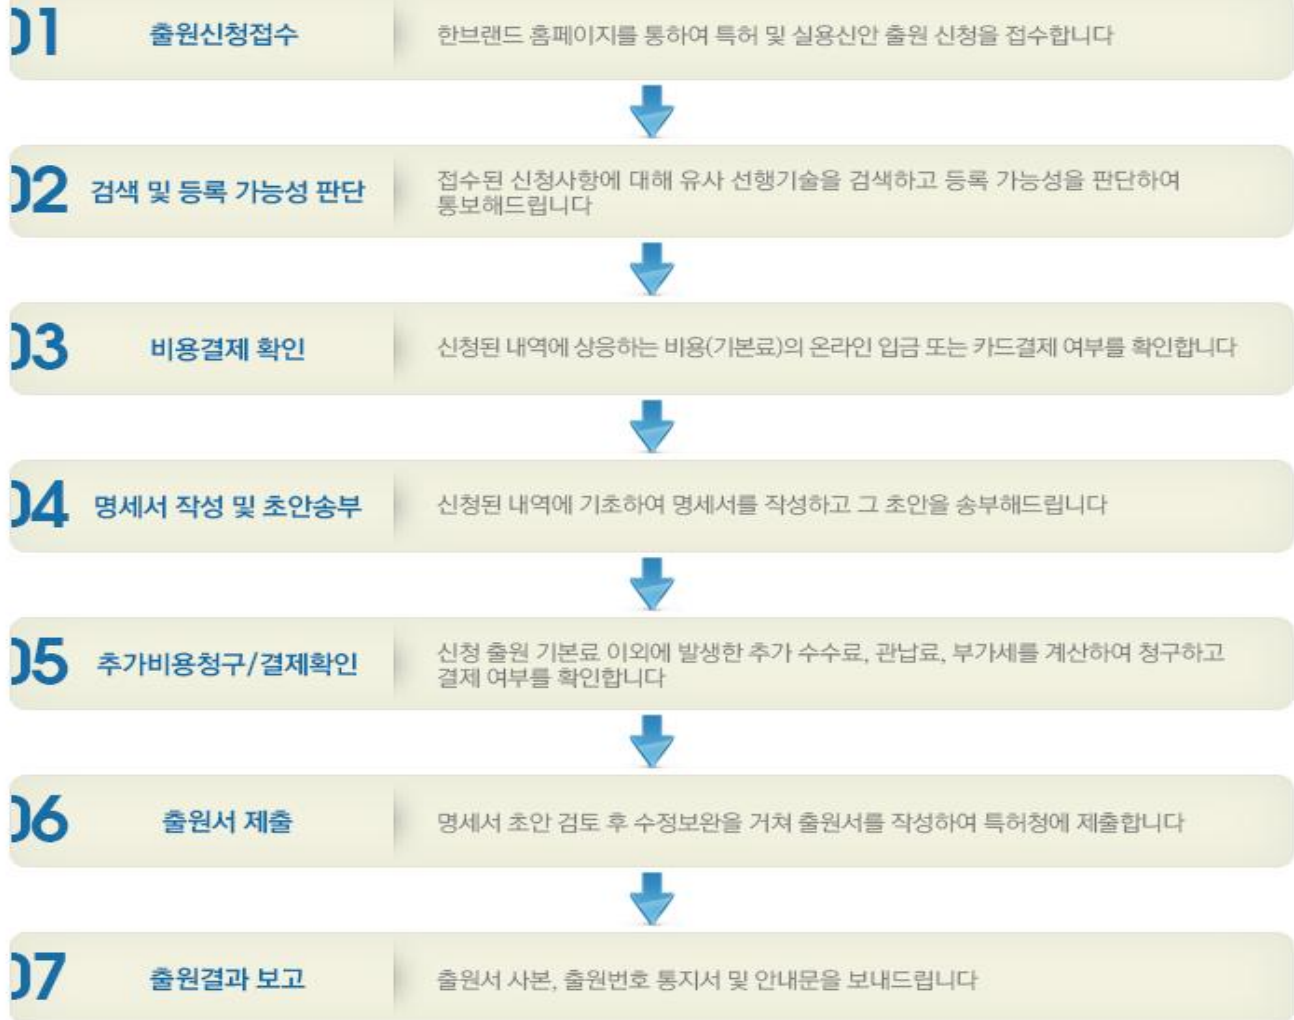 01 출원신청접수 한브랜드 홈페이지를 통하여 특허 및 실용신안 출원 신청을 접수합니다
02 검색 및 등록 가능성 판단 접수된 신청사항에 대해 유사 선행기술을 검색하고 등록 가능성을 판단하여
통보해드립니다
03 비용결제 확인 신청된 내역에 상응하는 비용(기본료)의 온라인 입금 또는 카드결제 여부를 확인합니다
04 명세서 작성 및 초안송부 신청된 내역에 기초하여 명세서를 작성하고 그 초안을 송부해드립니다
05 추가비용청구/결제확인 신청 출원 기본료 이외에 발생한 추가 수수료, 관납료, 부가세를 계산하여 청구하고
결제 여부를 확인합니다
06 출원서 제출 명세서 초안 검토 후 수정보완을 거쳐 출원서를 작성하여 특허청에 제출합니다
07 출원결과 보고 출원서 사본, 출원번호 통지서 및 안내문을 보내드립니다